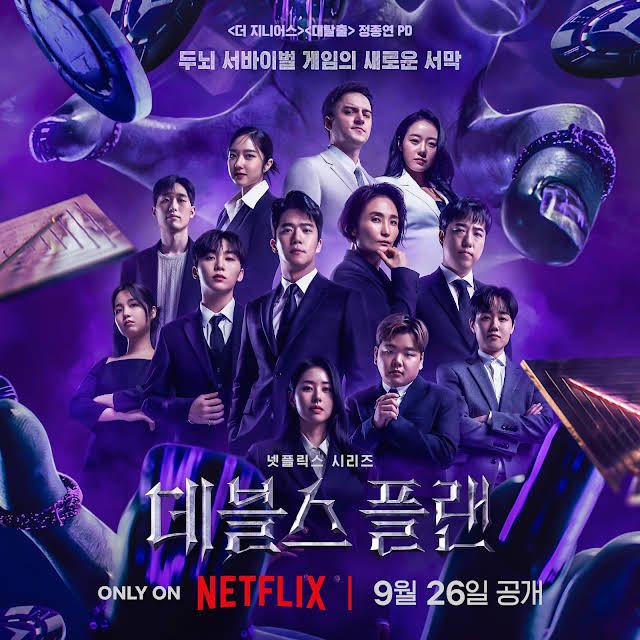 <더 지니어스><대탈출> 정종연 PD
두뇌 서바이벌 게임의 새로운 서막
넷플릭스 시리즈
데블스 플랜
ONLY ON NETFLIX | 9월 26일 공개